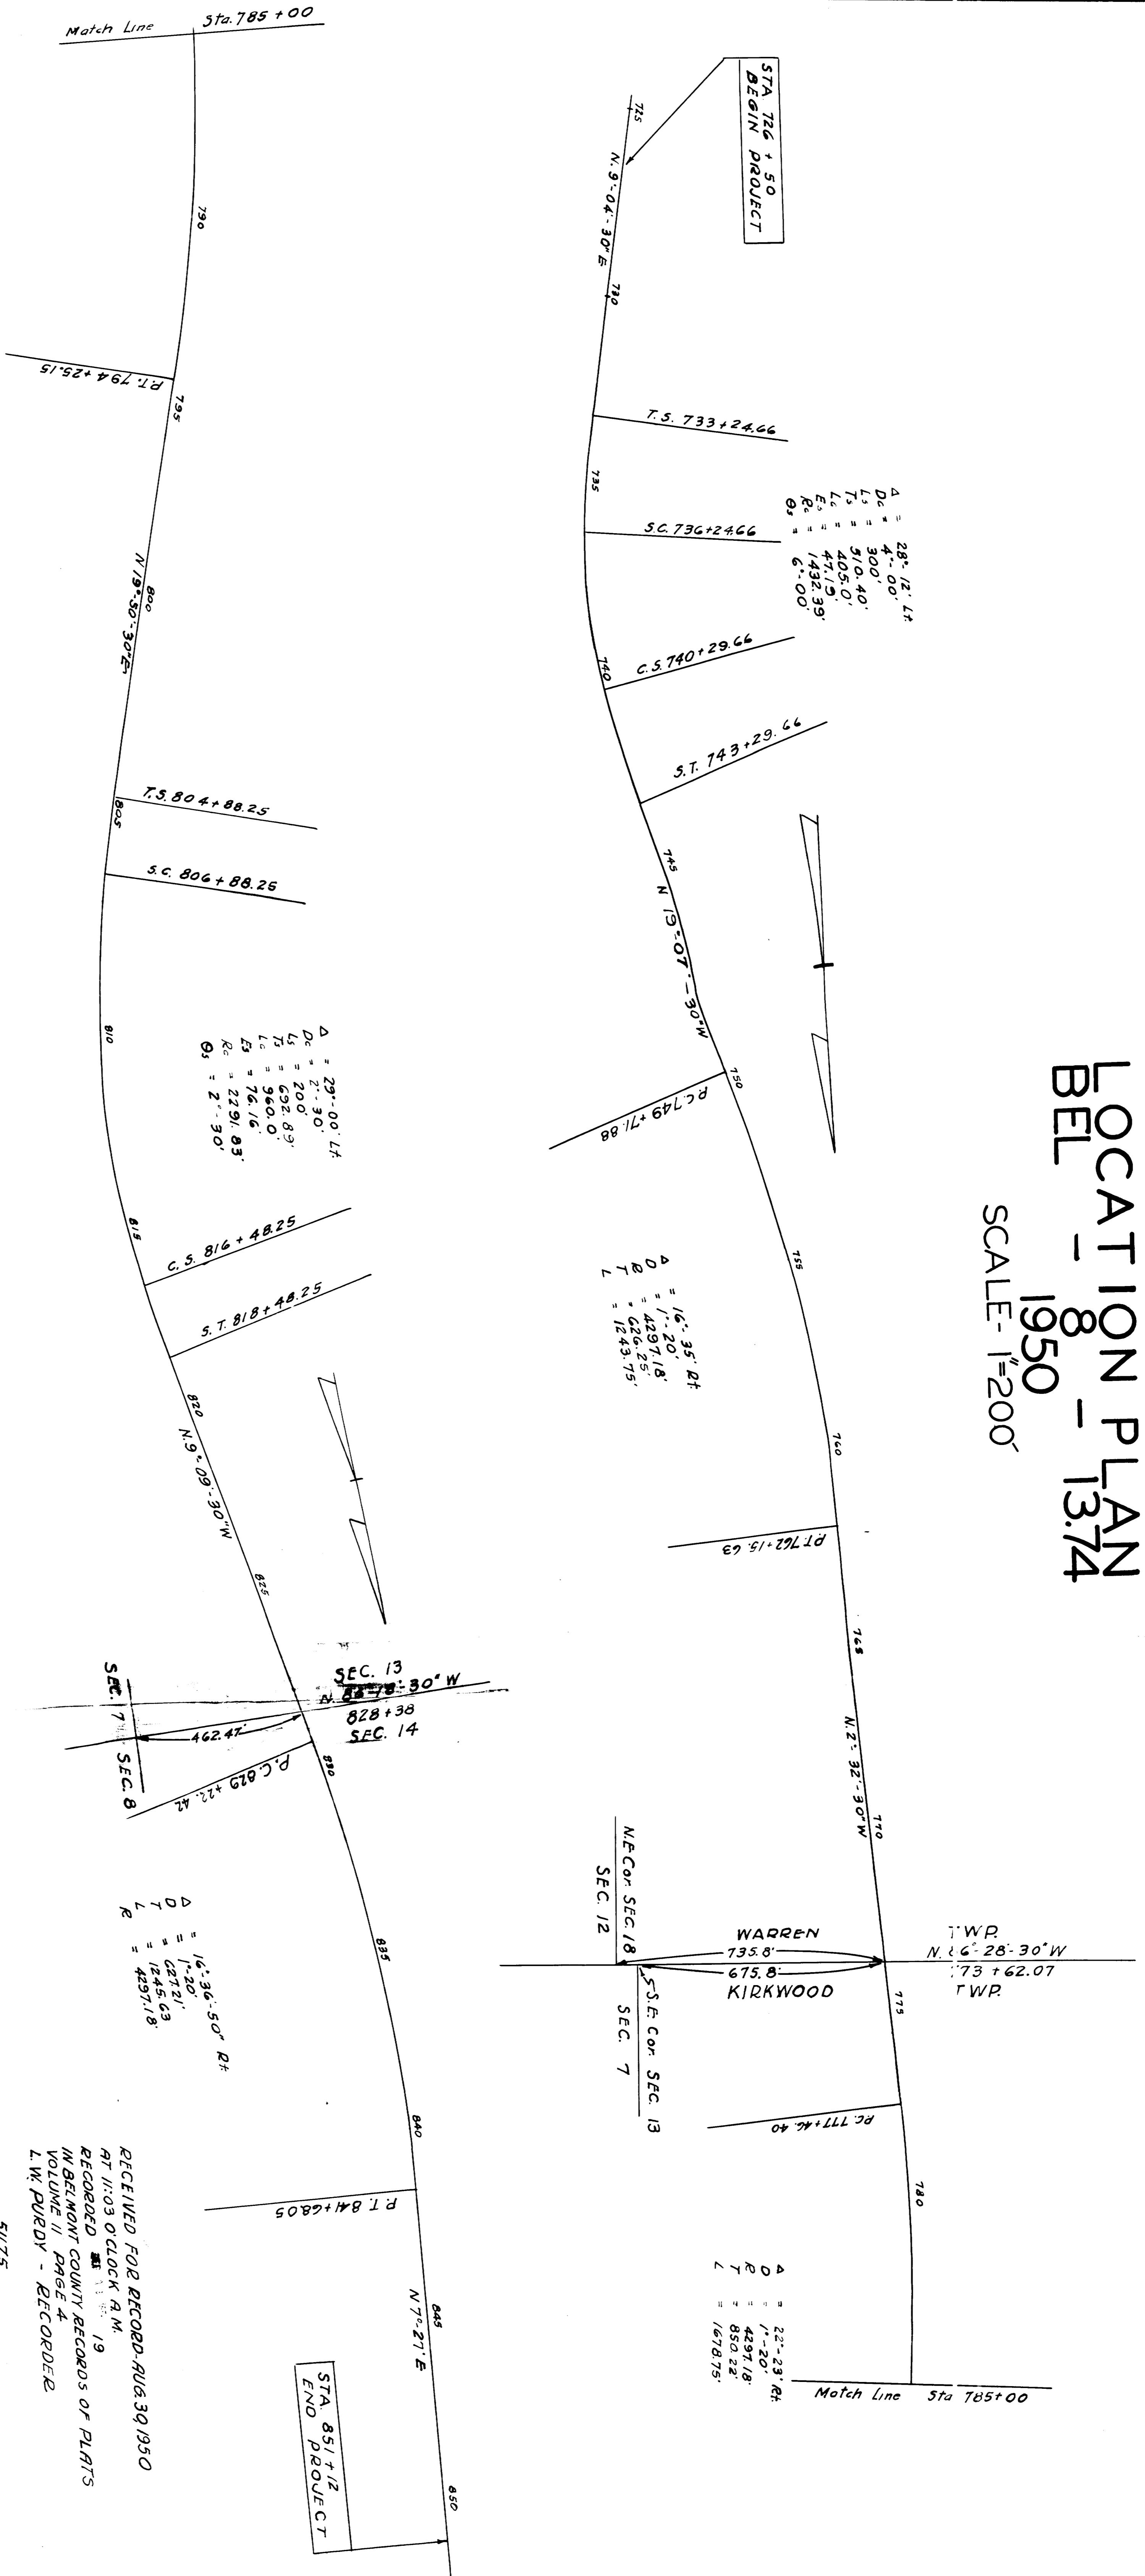 LOCATION PLAN
BEL - 8 - 13.74
1950
SCALE- 1"=200'
STA. 726 + 50
BEGIN PROJECT
725
N. 9°-04'-30" E
730
T.S. 733+24.66
735
S.C. 736+24.66
Δ = 28°-12' Lt.
Dc = 4°-00'
Ls = 300'
Ts = 510.40'
Lc = 405.0'
Es = 47.19'
Rc = 1432.39'
Θs = 6°-00'
740
C.S. 740+29.66
S.T. 743+29.66
745
N 19°-07'-30" W
750
P.C. 749+71.88
755
Δ = 16°-35' Rt.
D = 1°-20'
R = 4297.18'
T = 626.25'
L = 1243.75'
760
P.T. 762+15.63
765
N. 2°-32'-30" W
770
N.E. Cor. SEC. 18
SEC. 12
WARREN TWP.
735.8'
675.8'
KIRKWOOD TWP.
S.E. Cor. SEC. 13
SEC. 7
775
P.C. 777+46.40
780
Δ = 22°-23' Rt.
D = 1°-20'
R = 4297.18'
T = 850.22'
L = 1678.75'
Match Line Sta 785+00
Match Line Sta. 785+00
790
P.T. 794+25.15
795
N 19°-50'-30" E
800
T.S. 804+88.25
805
S.C. 806+88.25
810
Δ = 29°-00' Lt.
Dc = 2°-30'
Ls = 200'
Ts = 692.89'
Lc = 960.0'
Es = 76.16'
Rc = 2291.83'
Θs = 2°-30'
815
C.S. 816+48.25
S.T. 818+48.25
820
N. 9°-09'-30" W
825
SEC. 13
828+38
SEC. 14
462.47'
SEC. 7 SEC. 8
P.C. 829+22.42
830
835
Δ = 16°-36'-50" Rt.
D = 1°-20'
T = 627.21'
L = 1245.63
R = 4297.18'
840
P.T. 841+68.05
845
N 7°-27' E
STA. 851+12
END PROJECT
850
RECEIVED FOR RECORD-AUG. 30, 1950
AT 11:03 O'CLOCK A.M.
RECORDED 19
IN BELMONT COUNTY RECORDS OF PLATS
VOLUME 11 PAGE 4
L.W. PURDY - RECORDER
51175